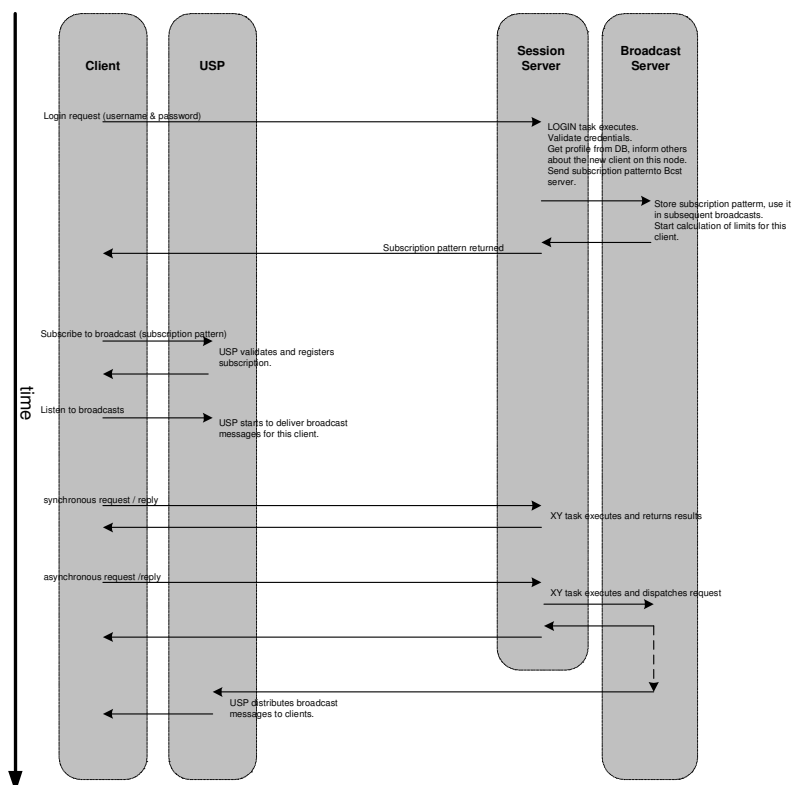 Client
USP
Session
Server
Broadcast
Server
Login request (username & password)
LOGIN task executes.
Validate credentials.
Get profile from DB, inform others
about the new client on this node.
Send subscription patternto Bcst
server.
Store subscription patterm, use it
in subsequent broadcasts.
Start calculation of limits for this
client.
Subscription pattern returned
Subscribe to broadcast (subscription pattern)
USP validates and registers
subscription.
time
Listen to broadcasts
USP starts to deliver broadcast
messages for this client.
synchronous request / reply
XY task executes and returns results
asynchronous request /reply
XY task executes and dispatches request
USP distributes broadcast
messages to clients.